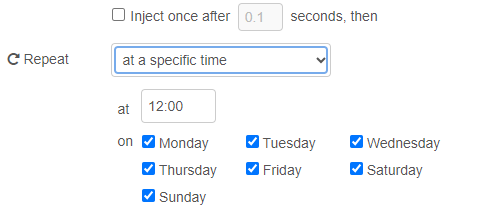 Inject once after 0.1 seconds, then
Repeat at a specific time
at 12:00
on Monday Tuesday Wednesday
Thursday Friday Saturday
Sunday